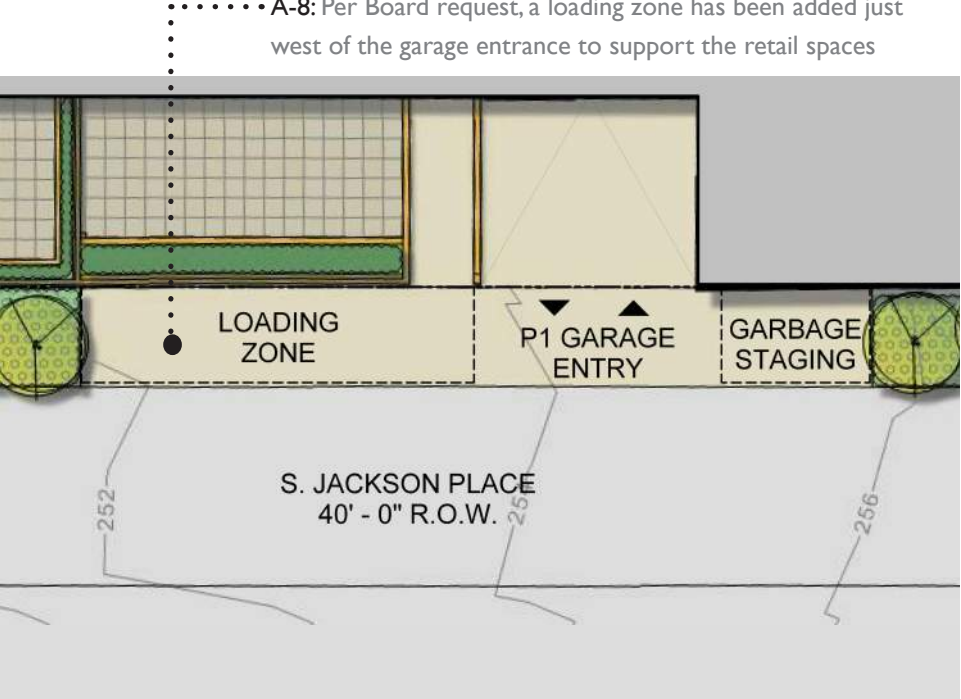 A-8: Per Board request, a loading zone has been added just
west of the garage entrance to support the retail spaces
LOADING
ZONE
P1 GARAGE
ENTRY
GARBAGE
STAGING
S. JACKSON PLACE
40' - 0" R.O.W.
252
256